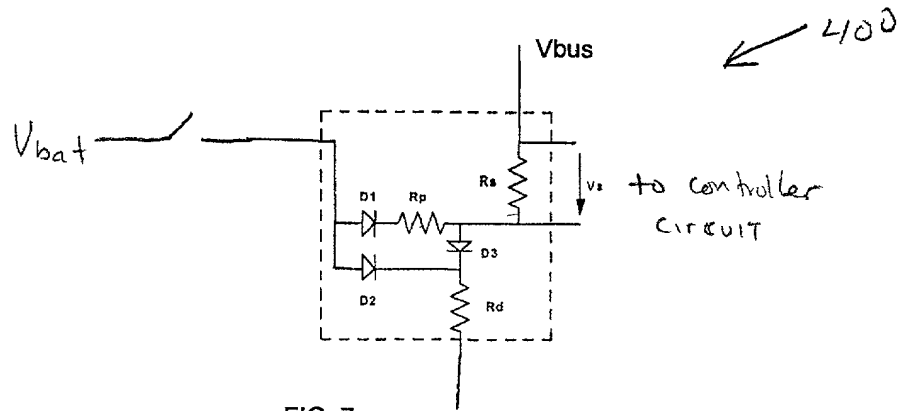 400
Vbus
Vbat
Rs
Vs
to controller
circuit
D1
Rp
D3
D2
Rd
FIG. 7